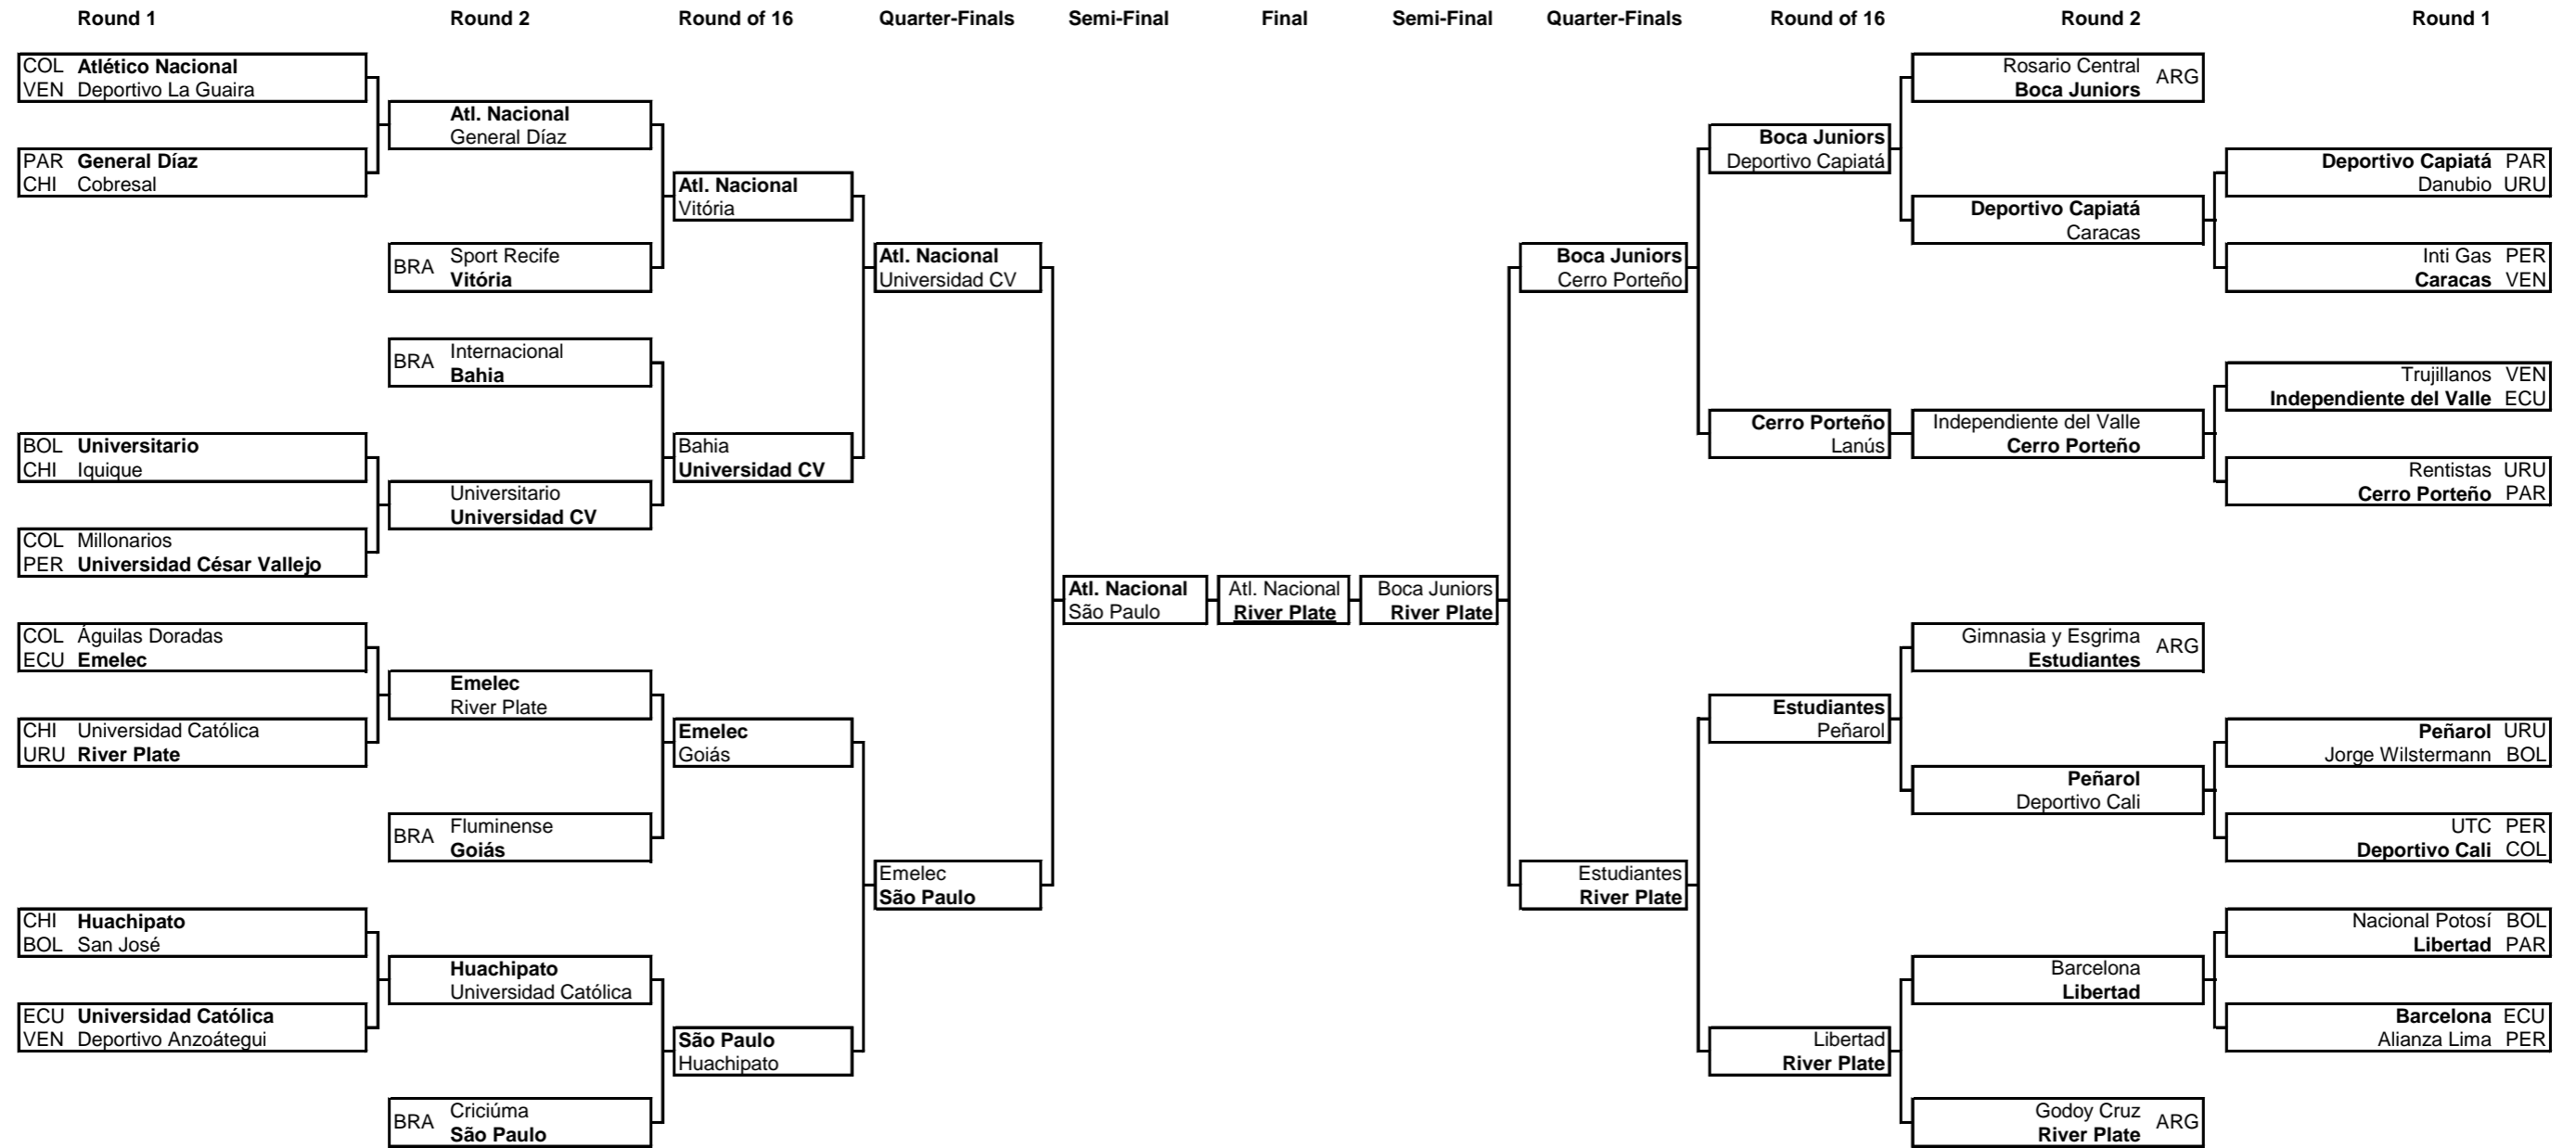 Round 1 Round 2 Round of 16 Quarter-Finals Semi-Final Final Semi-Final Quarter-Finals Round of 16 Round 2 Round 1
COL Atlético Nacional
VEN Deportivo La Guaira
PAR General Díaz
CHI Cobresal
BOL Universitario
CHI Iquique
COL Millonarios
PER Universidad César Vallejo
COL Águilas Doradas
ECU Emelec
CHI Universidad Católica
URU River Plate
CHI Huachipato
BOL San José
ECU Universidad Católica
VEN Deportivo Anzoátegui
Atl. Nacional
General Díaz
BRA
Sport Recife
Vitória
BRA
Internacional
Bahia
Universitario
Universidad CV
Emelec
River Plate
BRA
Fluminense
Goiás
Huachipato
Universidad Católica
BRA
Criciúma
São Paulo
Atl. Nacional
Vitória
Bahia
Universidad CV
Emelec
Goiás
São Paulo
Huachipato
Atl. Nacional
Universidad CV
Emelec
São Paulo
Atl. Nacional
São Paulo
Atl. Nacional
River Plate
Boca Juniors
River Plate
Boca Juniors
Cerro Porteño
Estudiantes
River Plate
Boca Juniors
Deportivo Capiatá
Cerro Porteño
Lanús
Estudiantes
Peñarol
Libertad
River Plate
Rosario Central
Boca Juniors
ARG
Deportivo Capiatá
Caracas
Independiente del Valle
Cerro Porteño
Gimnasia y Esgrima
Estudiantes
ARG
Peñarol
Deportivo Cali
Barcelona
Libertad
Godoy Cruz
River Plate
ARG
Deportivo Capiatá PAR
Danubio URU
Inti Gas PER
Caracas VEN
Trujillanos VEN
Independiente del Valle ECU
Rentistas URU
Cerro Porteño PAR
Peñarol URU
Jorge Wilstermann BOL
UTC PER
Deportivo Cali COL
Nacional Potosí BOL
Libertad PAR
Barcelona ECU
Alianza Lima PER